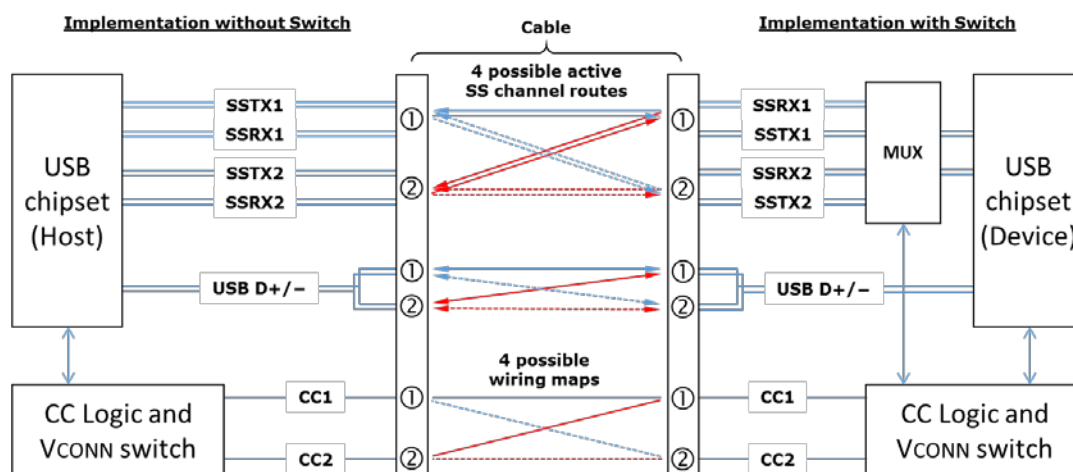 Implementation without Switch
Cable
Implementation with Switch
4 possible active
SS channel routes
USB
chipset
(Host)
SSTX1
SSRX1
SSTX2
SSRX2
USB D+/−
①
②
①
②
①
②
①
②
①
②
①
②
SSRX1
SSTX1
SSRX2
SSTX2
USB D+/−
MUX
USB
chipset
(Device)
4 possible
wiring maps
CC Logic and
VCONN switch
CC1
CC2
CC1
CC2
CC Logic and
VCONN switch